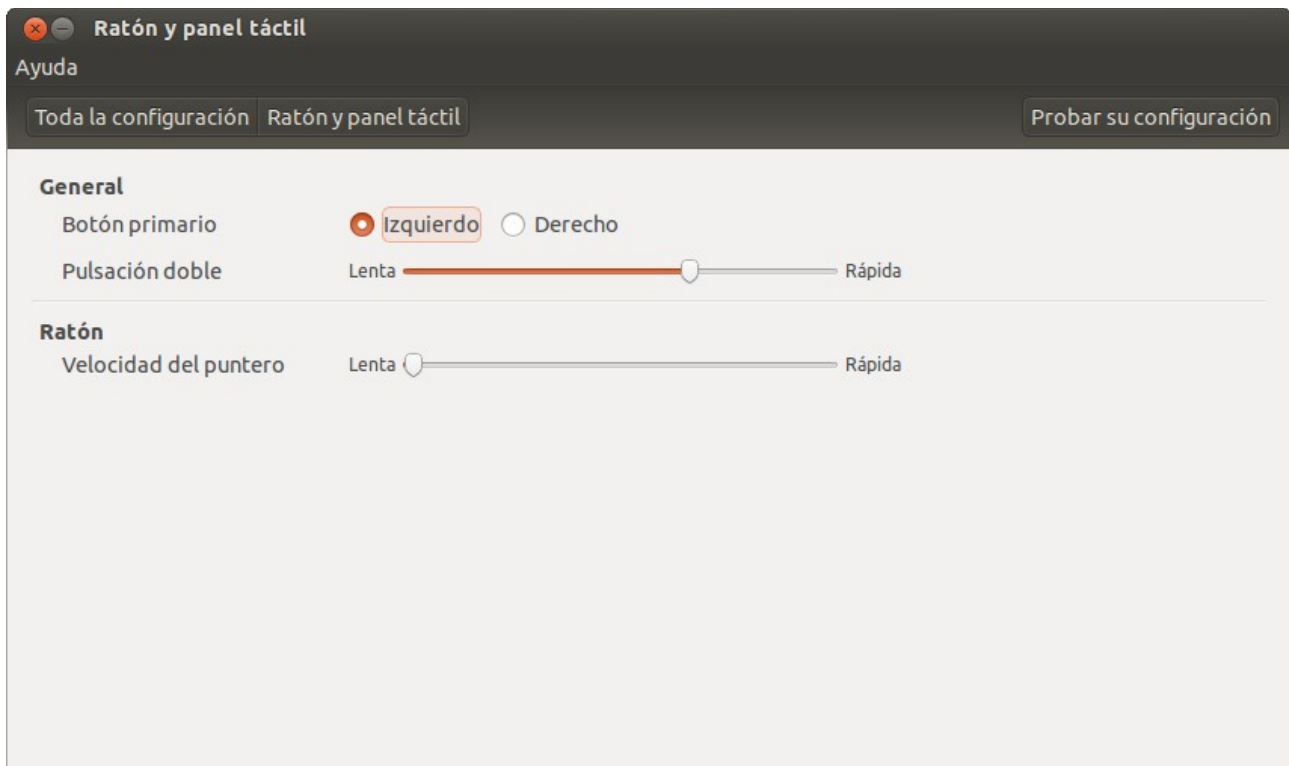 Ratón y panel táctil
Ayuda
Toda la configuración Ratón y panel táctil Probar su configuración
General
Botón primario Izquierdo Derecho
Pulsación doble Lenta Rápida
Ratón
Velocidad del puntero Lenta Rápida